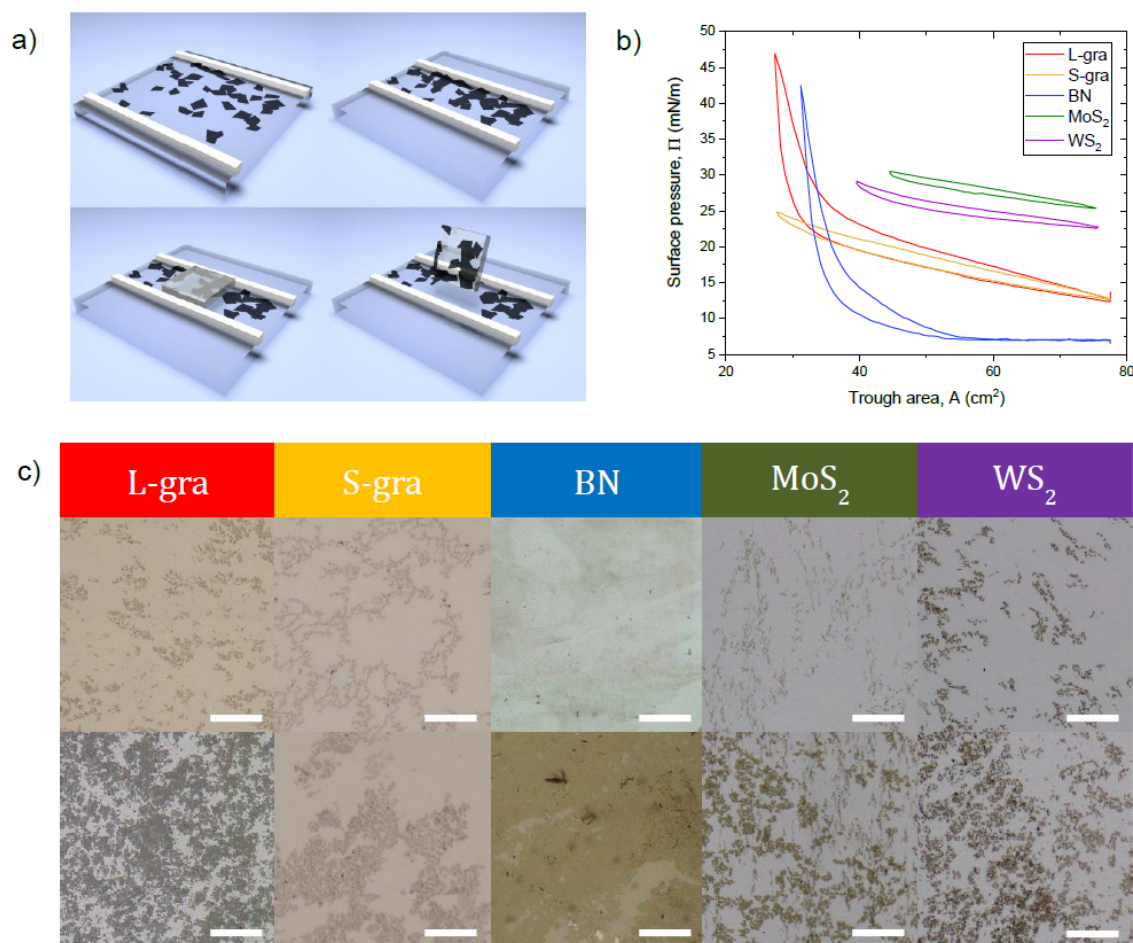 a)
b)
Surface pressure, Π (mN/m)
50
45
40
35
30
25
20
15
10
5
20
40
60
80
Trough area, A (cm²)
L-gra
S-gra
BN
MoS₂
WS₂
c)
L-gra
S-gra
BN
MoS₂
WS₂